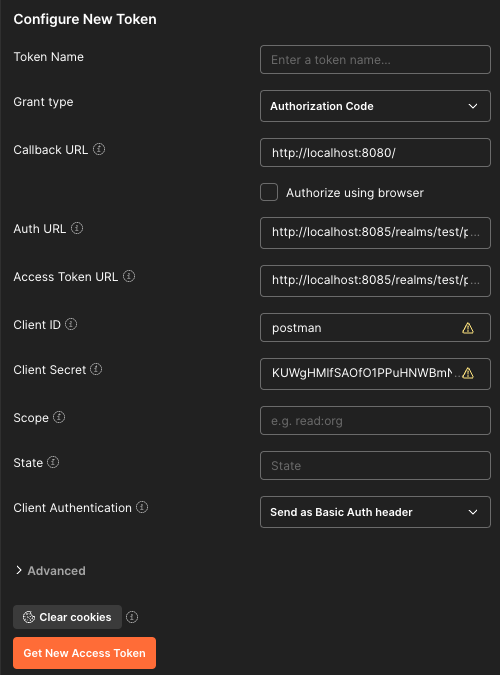 Configure New Token
Token Name
Enter a token name...
Grant type
Authorization Code
Callback URL
http://localhost:8080/
Authorize using browser
Auth URL
http://localhost:8085/realms/test/p...
Access Token URL
http://localhost:8085/realms/test/p...
Client ID
postman
Client Secret
KUWgHMlfSAOfO1PPuHNWBmN...
Scope
e.g. read:org
State
State
Client Authentication
Send as Basic Auth header
Advanced
Clear cookies
Get New Access Token